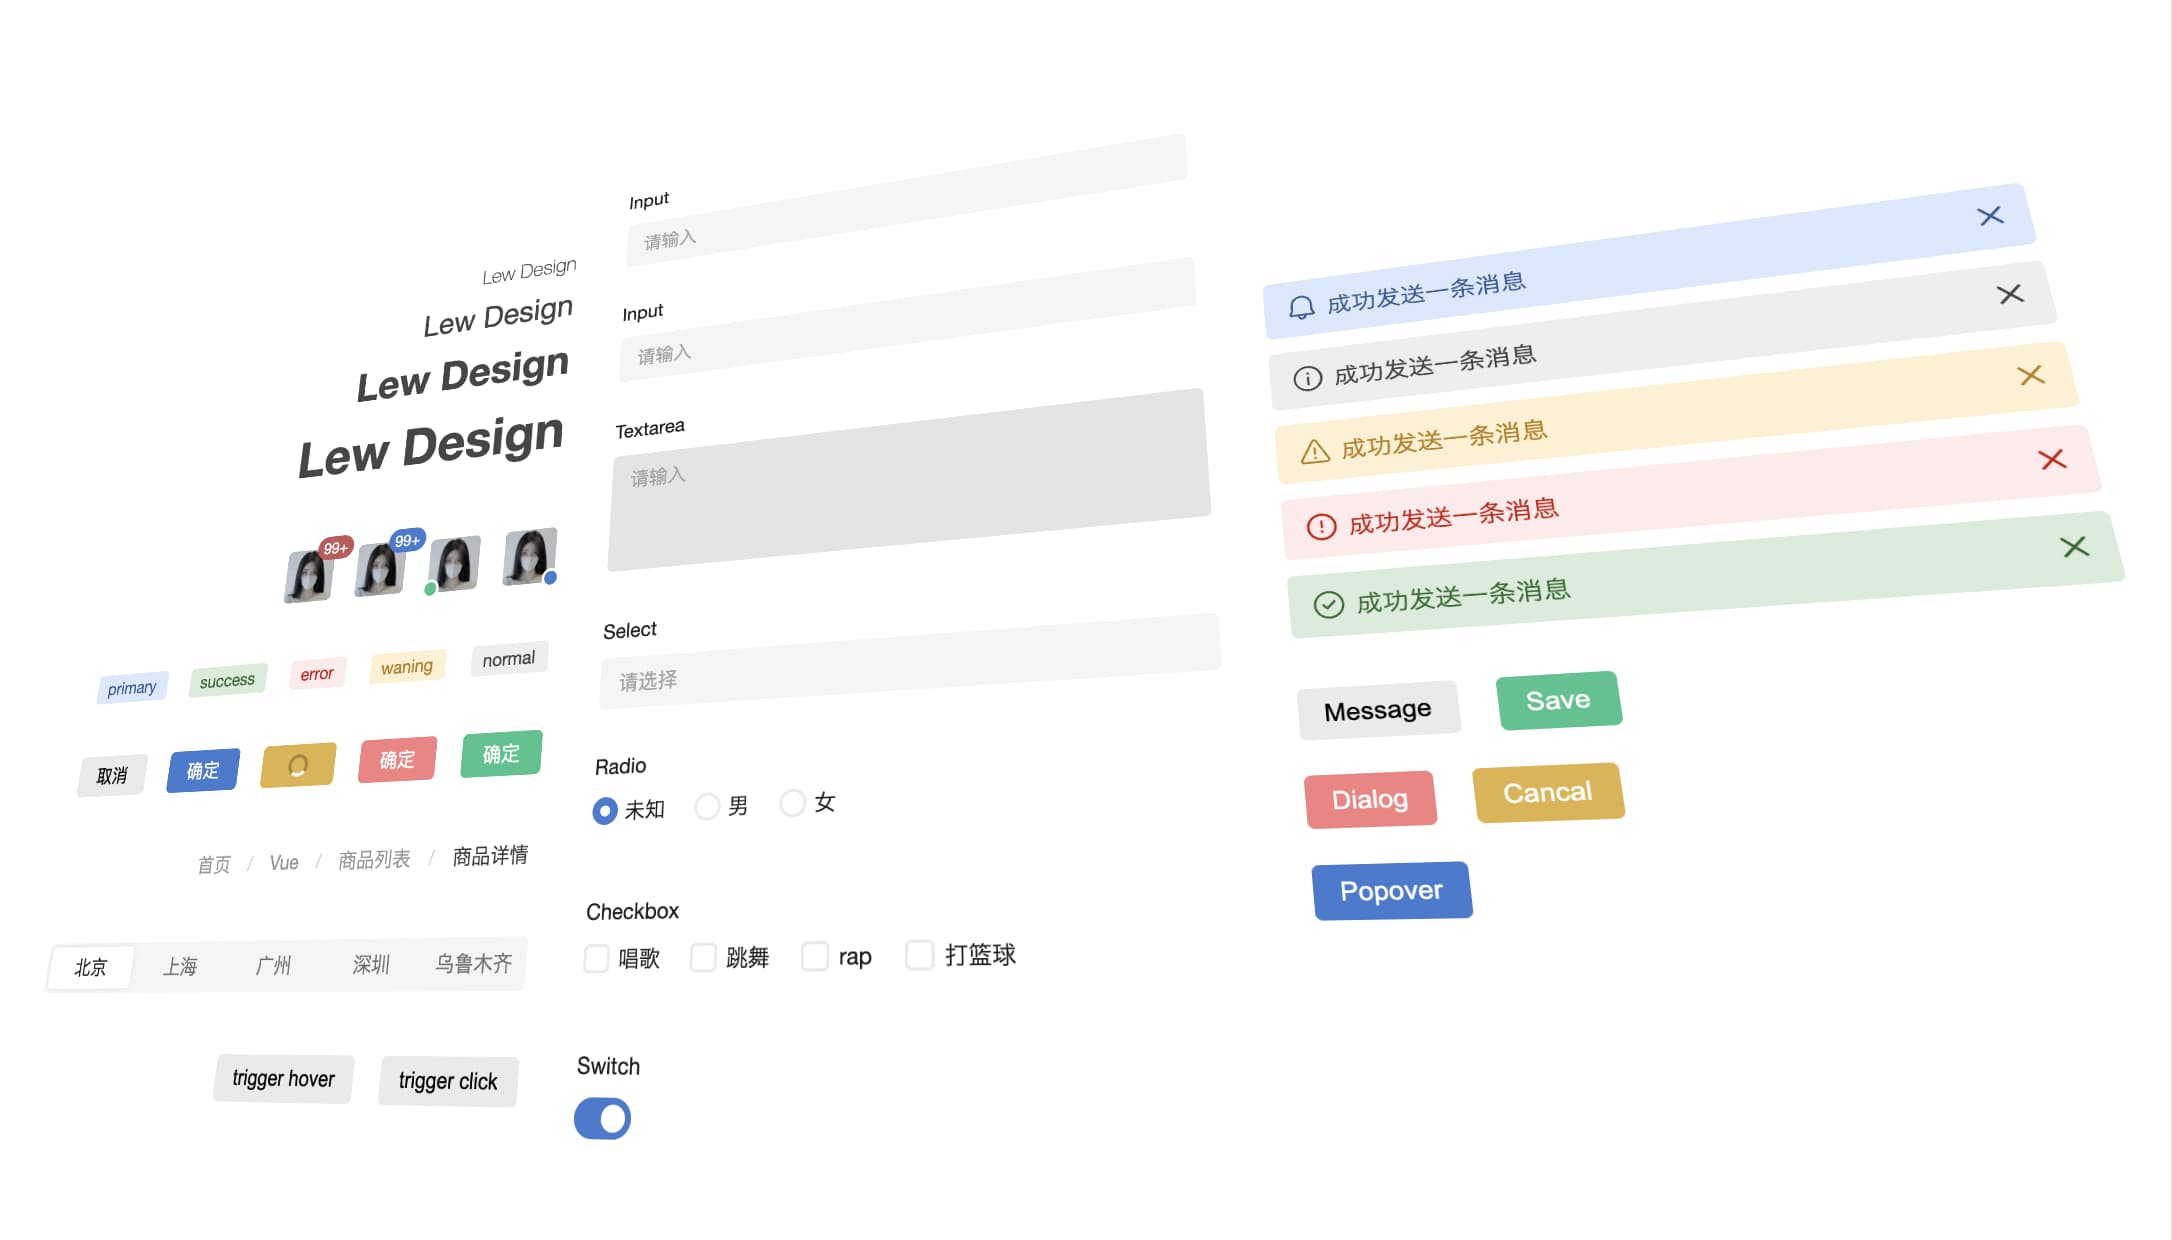 Lew Design
Lew Design
Lew Design
Lew Design
99+ 99+
primary success error waning normal
取消 确定 确定 确定
首页 / Vue / 商品列表 / 商品详情
北京 上海 广州 深圳 乌鲁木齐
trigger hover trigger click
Input
请输入
Input
请输入
Textarea
请输入
Select
请选择
Radio
未知 男 女
Checkbox
唱歌 跳舞 rap 打篮球
Switch
成功发送一条消息
成功发送一条消息
成功发送一条消息
成功发送一条消息
成功发送一条消息
Message Save
Dialog Cancal
Popover